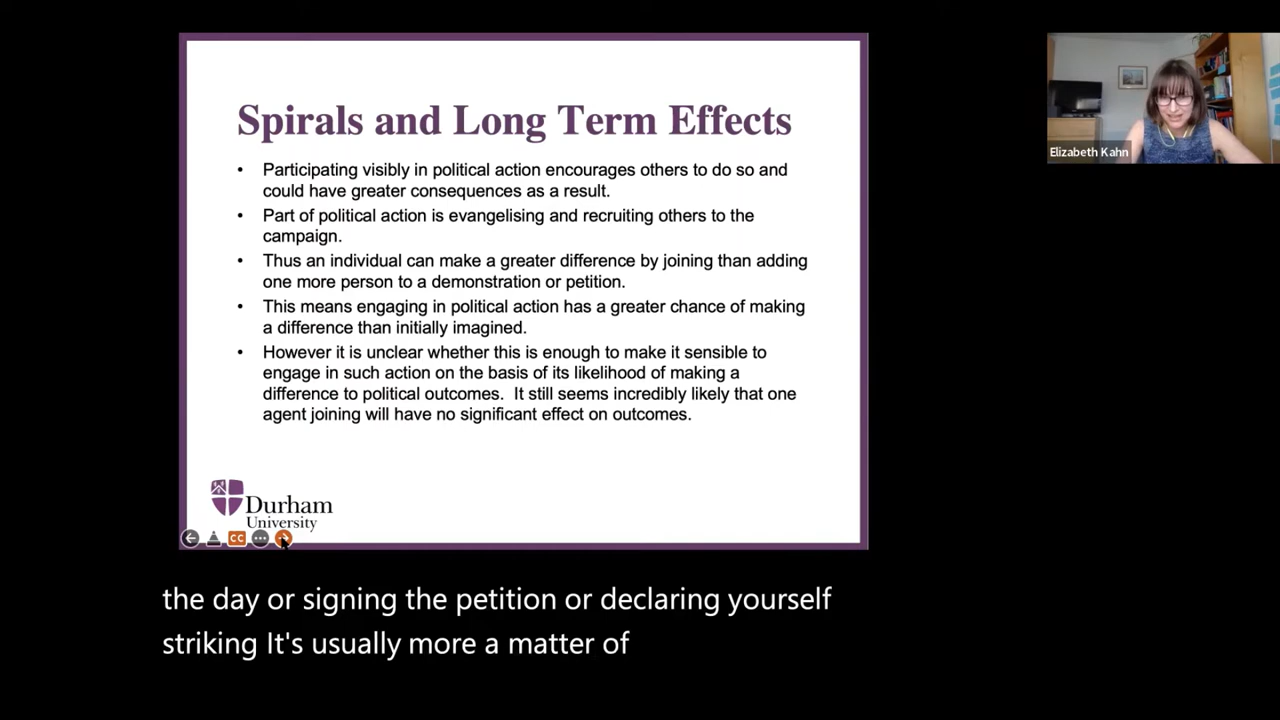 Spirals and Long Term Effects
• Participating visibly in political action encourages others to do so and
could have greater consequences as a result.
• Part of political action is evangelising and recruiting others to the
campaign.
• Thus an individual can make a greater difference by joining than adding
one more person to a demonstration or petition.
• This means engaging in political action has a greater chance of making
a difference than initially imagined.
• However it is unclear whether this is enough to make it sensible to
engage in such action on the basis of its likelihood of making a
difference to political outcomes.  It still seems incredibly likely that one
agent joining will have no significant effect on outcomes.
Durham
University
CC
Elizabeth Kahn
the day or signing the petition or declaring yourself
striking It's usually more a matter of